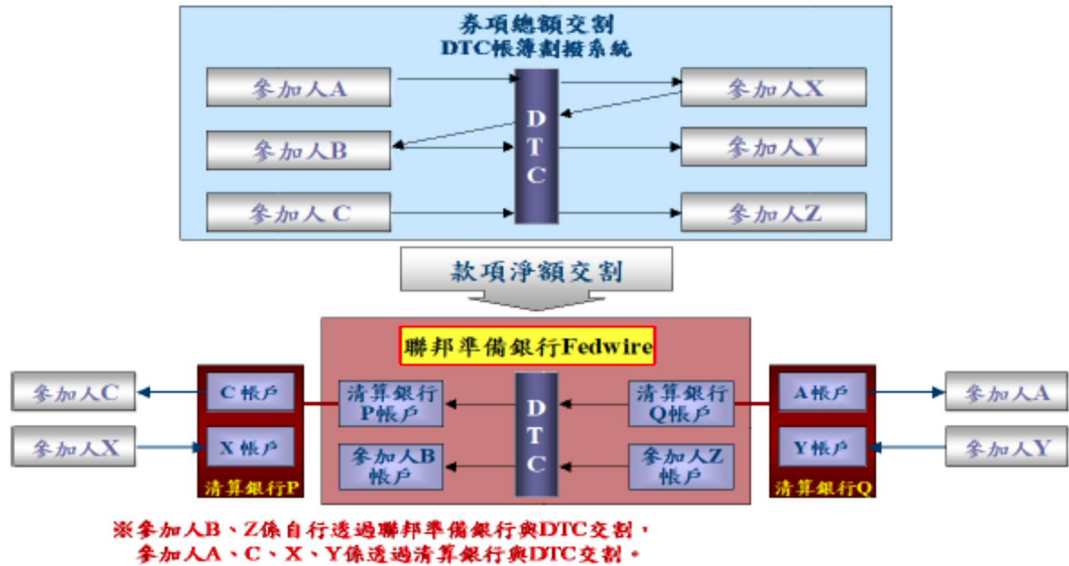 券項總額交割
DTC帳簿劃撥系統
參加人A
參加人X
參加人B
參加人Y
參加人C
參加人Z
DTC
款項淨額交割
聯邦準備銀行Fedwire
參加人C
C帳戶
清算銀行
P帳戶
DTC
清算銀行
Q帳戶
A帳戶
參加人A
參加人X
X帳戶
參加人B
帳戶
參加人Z
帳戶
Y帳戶
參加人Y
清算銀行P
清算銀行Q
※參加人B、Z係自行透過聯邦準備銀行與DTC交割，
參加人A、C、X、Y係透過清算銀行與DTC交割。